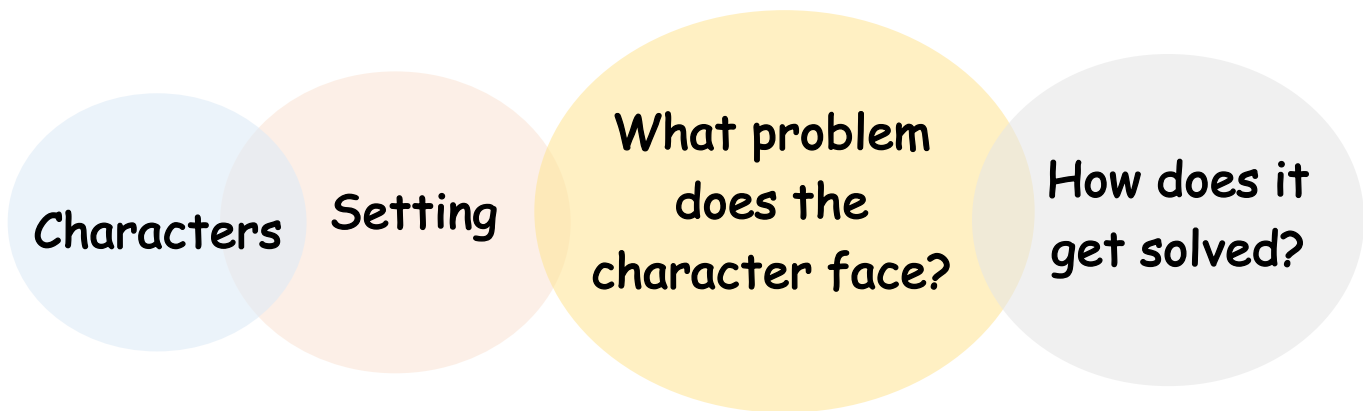 Characters
Setting
What problem
does the
character face?
How does it
get solved?